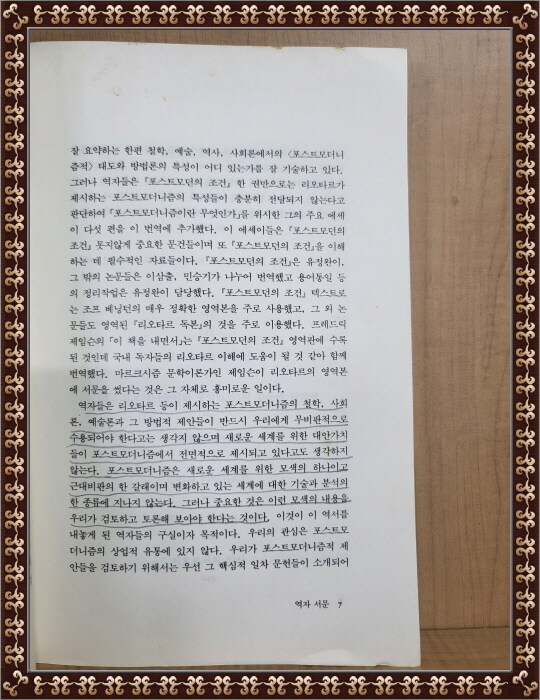 잘 요약하는 한편 철학, 예술, 역사, 사회론에서의 〈포스트모더니
즘적〉 태도와 방법론의 특성이 어디 있는가를 잘 기술하고 있다.
그러나 역자들은 『포스트모던의 조건』 한 권만으로는 리오타르가
제시하는 포스트모더니즘의 특성들이 충분히 전달되지 않는다고
판단하여 「포스트모더니즘이란 무엇인가」를 위시한 그의 주요 에세
이 다섯 편을 이 번역에 추가했다. 이 에세이들은 『포스트모던의
조건』 못지않게 중요한 문건들이며 또 『포스트모던의 조건』을 이해
하는 데 필수적인 자료들이다. 『포스트모던의 조건』은 유정완이,
그 밖의 논문들은 이삼출, 민승기가 나누어 번역했고 용어통일 등
의 정리작업은 유정완이 담당했다. 『포스트모던의 조건』 텍스트로
는 조프 베닝턴의 매우 정확한 영역본을 주로 사용했고, 그 외 논
문들도 영역된 『리오타르 독본』의 것을 주로 이용했다. 프레드릭
제임슨의 「이 책을 내면서」는 『포스트모던의 조건』 영역판에 수록
된 것인데 국내 독자들의 리오타르 이해에 도움이 될 것 같아 함께
번역했다. 마르크시즘 문학이론가인 제임슨이 리오타르의 영역본
에 서문을 썼다는 것은 그 자체로 흥미로운 일이다.
역자들은 리오타르 등이 제시하는 포스트모더니즘의 철학, 사회
론, 예술론과 그 방법적 제안들이 반드시 우리에게 무비판적으로
수용되어야 한다고는 생각지 않으며 새로운 세계를 위한 대안가치
들이 포스트모더니즘에서 전면적으로 제시되고 있다고도 생각하지
않는다. 포스트모더니즘은 새로운 세계를 위한 모색의 하나이고
근대비판의 한 갈래이며 변화하고 있는 세계에 대한 기술과 분석의
한 종류에 지나지 않는다. 그러나 중요한 것은 이런 모색의 내용을
우리가 검토하고 토론해 보아야 한다는 것이다. 이것이 이 역서를
내놓게 된 역자들의 구실이자 목적이다. 우리의 관심은 포스트모
더니즘의 상업적 유통에 있지 않다. 우리가 포스트모더니즘적 제
안들을 검토하기 위해서는 우선 그 핵심적 일차 문헌들이 소개되어
역자 서문 7